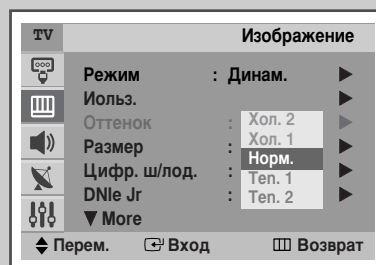 TV Изображение
Режим : Динам.
Иольз.
Оттенок : Хол. 2
Хол. 1
Размер : Норм.
Цифр. ш/под. : Теп. 1
DNIe Jr : Теп. 2
▼ More
Перем. Вход Возврат